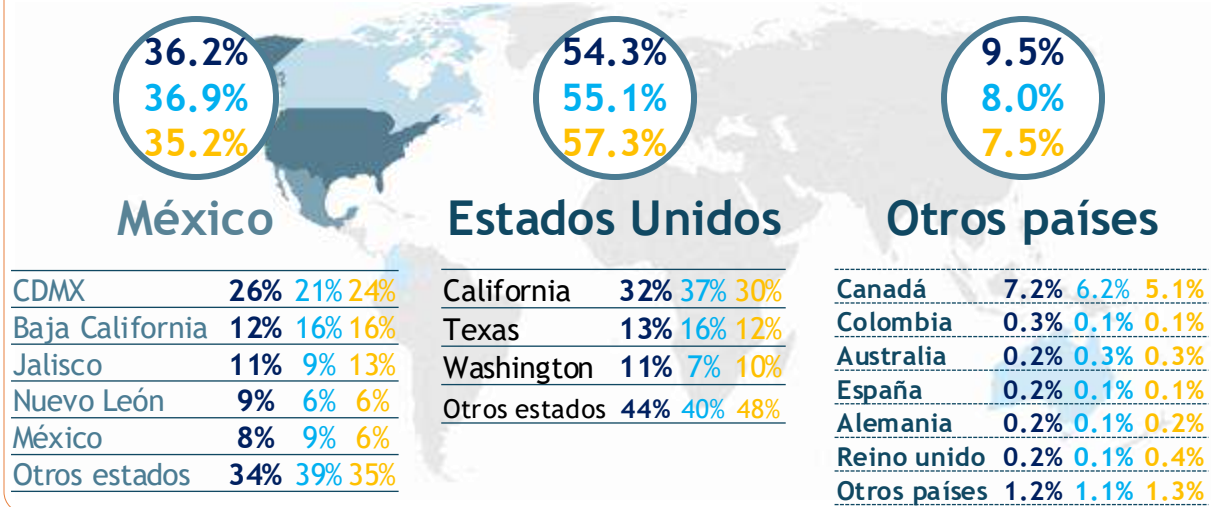 36.2%
36.9%
35.2%
México
CDMX 26% 21% 24%
Baja California 12% 16% 16%
Jalisco 11% 9% 13%
Nuevo León 9% 6% 6%
México 8% 9% 6%
Otros estados 34% 39% 35%
54.3%
55.1%
57.3%
Estados Unidos
California 32% 37% 30%
Texas 13% 16% 12%
Washington 11% 7% 10%
Otros estados 44% 40% 48%
9.5%
8.0%
7.5%
Otros países
Canadá 7.2% 6.2% 5.1%
Colombia 0.3% 0.1% 0.1%
Australia 0.2% 0.3% 0.3%
España 0.2% 0.1% 0.1%
Alemania 0.2% 0.1% 0.2%
Reino unido 0.2% 0.1% 0.4%
Otros países 1.2% 1.1% 1.3%